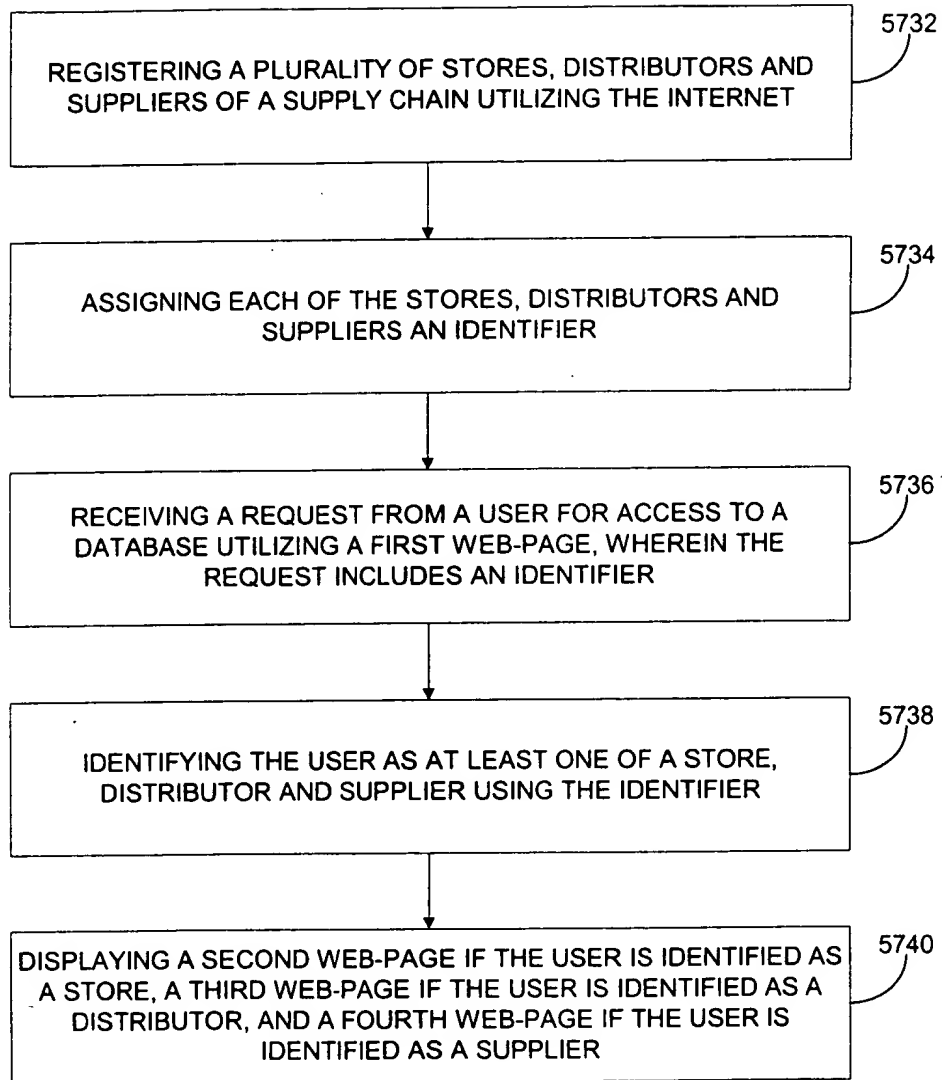 5732
REGISTERING A PLURALITY OF STORES, DISTRIBUTORS AND
SUPPLIERS OF A SUPPLY CHAIN UTILIZING THE INTERNET
5734
ASSIGNING EACH OF THE STORES, DISTRIBUTORS AND
SUPPLIERS AN IDENTIFIER
5736
RECEIVING A REQUEST FROM A USER FOR ACCESS TO A
DATABASE UTILIZING A FIRST WEB-PAGE, WHEREIN THE
REQUEST INCLUDES AN IDENTIFIER
5738
IDENTIFYING THE USER AS AT LEAST ONE OF A STORE,
DISTRIBUTOR AND SUPPLIER USING THE IDENTIFIER
5740
DISPLAYING A SECOND WEB-PAGE IF THE USER IS IDENTIFIED AS
A STORE, A THIRD WEB-PAGE IF THE USER IS IDENTIFIED AS A
DISTRIBUTOR, AND A FOURTH WEB-PAGE IF THE USER IS
IDENTIFIED AS A SUPPLIER